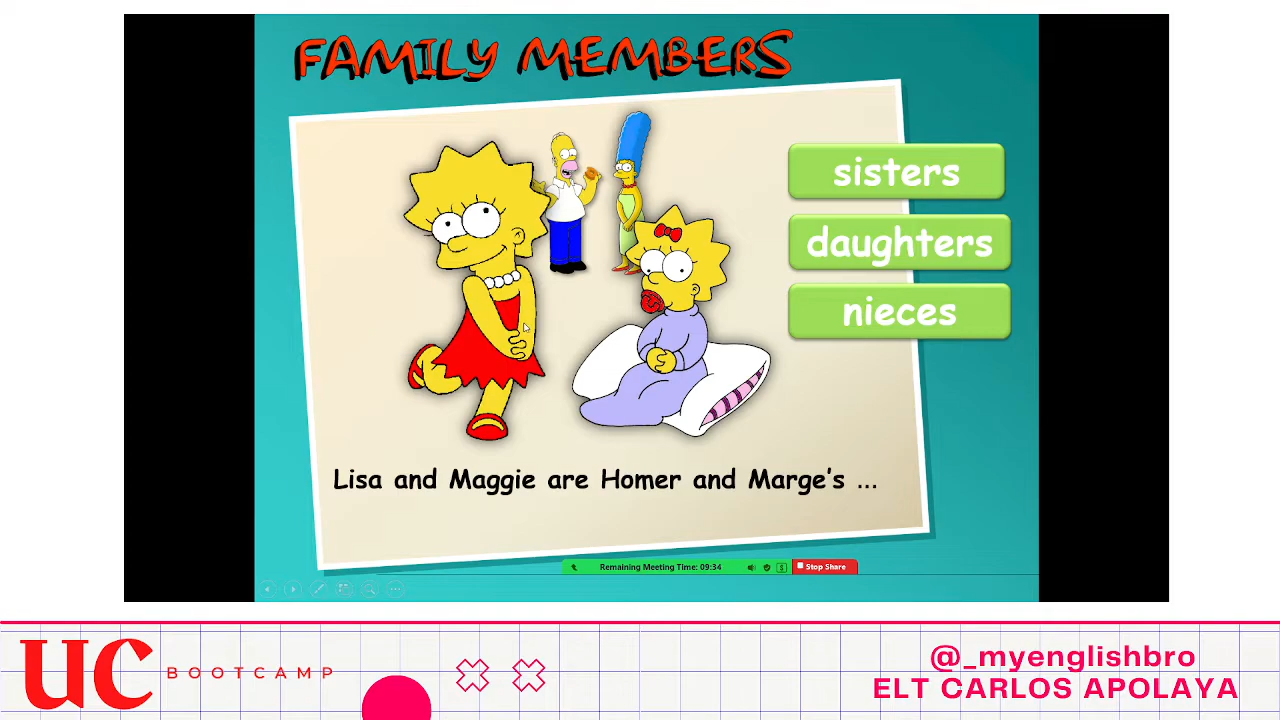 FAMILY MEMBERS
sisters
daughters
nieces
Lisa and Maggie are Homer and Marge's ...
Remaining Meeting Time: 09:34
Stop Share
UC BOOTCAMP
@_myenglishbro
ELT CARLOS APOLAYA